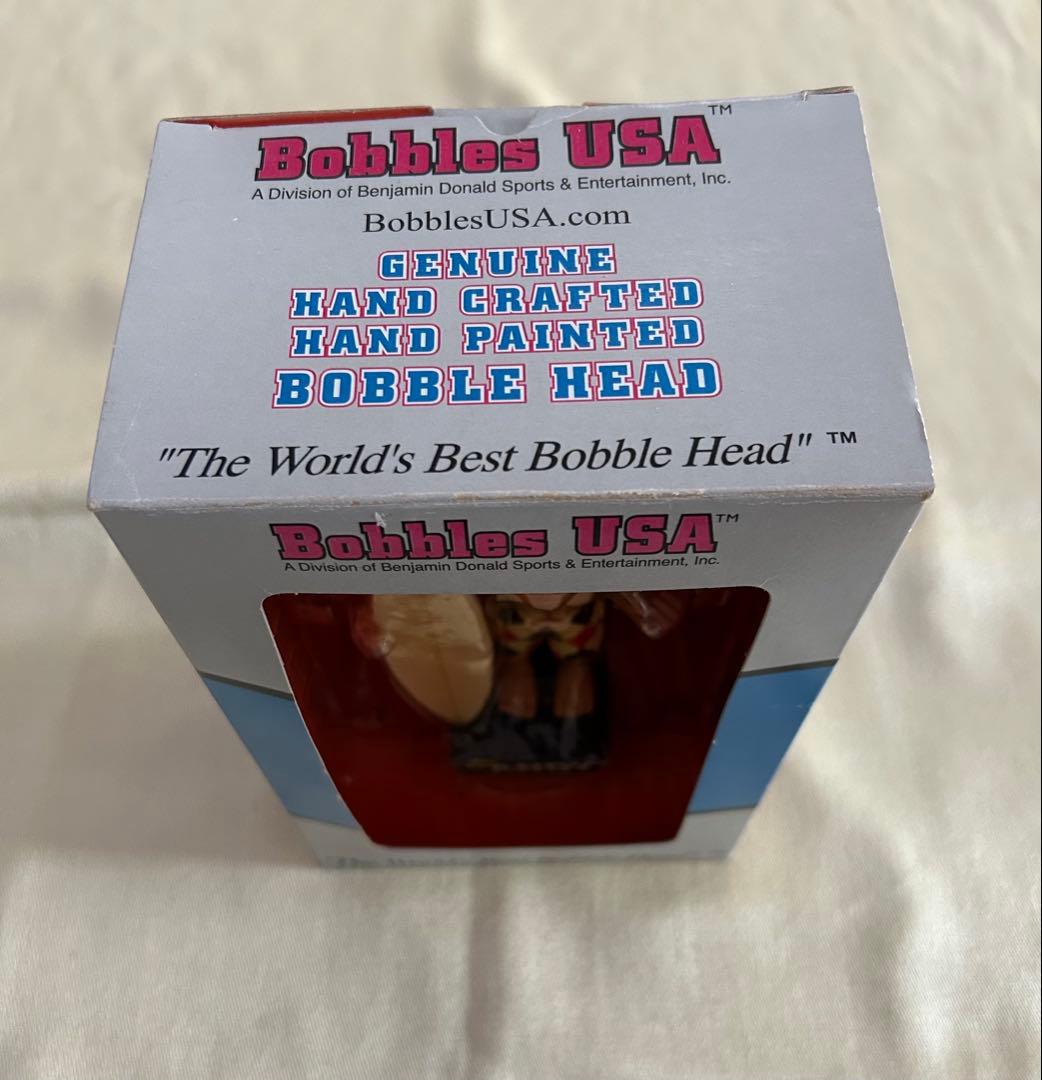 Bobbles USA™
A Division of Benjamin Donald Sports & Entertainment, Inc.
BobblesUSA.com
GENUINE
HAND CRAFTED
HAND PAINTED
BOBBLE HEAD
"The World's Best Bobble Head" ™
Bobbles USA™
A Division of Benjamin Donald Sports & Entertainment, Inc.